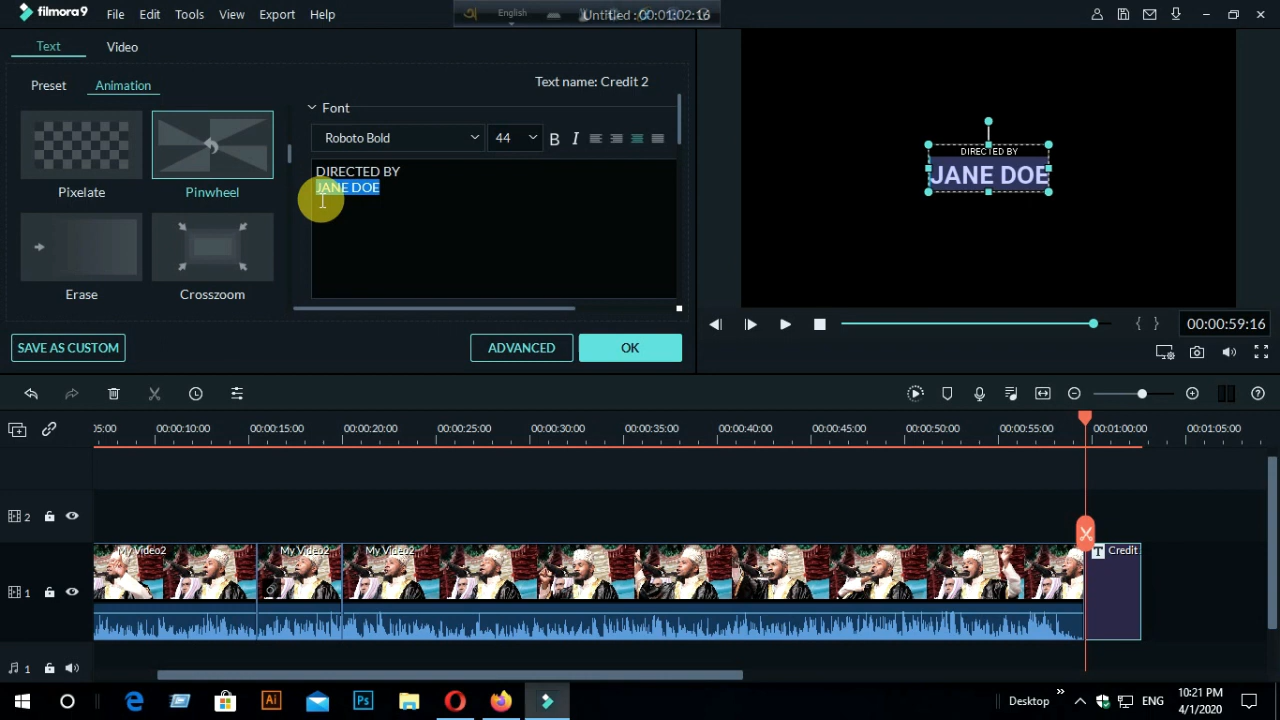 filmora9
File
Edit
Tools
View
Export
Help
English
Untitled : 00:01:02:16
Text
Video
Preset
Animation
Text name: Credit 2
Font
Roboto Bold
44
B
I
DIRECTED BY
JANE DOE
Pixelate
Pinwheel
Erase
Crosszoom
SAVE AS CUSTOM
ADVANCED
OK
DIRECTED BY
JANE DOE
00:00:59:16
05:00
00:00:10:00
00:00:15:00
00:00:20:00
00:00:25:00
00:00:30:00
00:00:35:00
00:00:40:00
00:00:45:00
00:00:50:00
00:00:55:00
00:01:00:00
00:01:05:00
2
My Video2
My Video2
My Video2
T Credit
1
1
Ai
Ps
Desktop
ENG
10:21 PM
4/1/2020